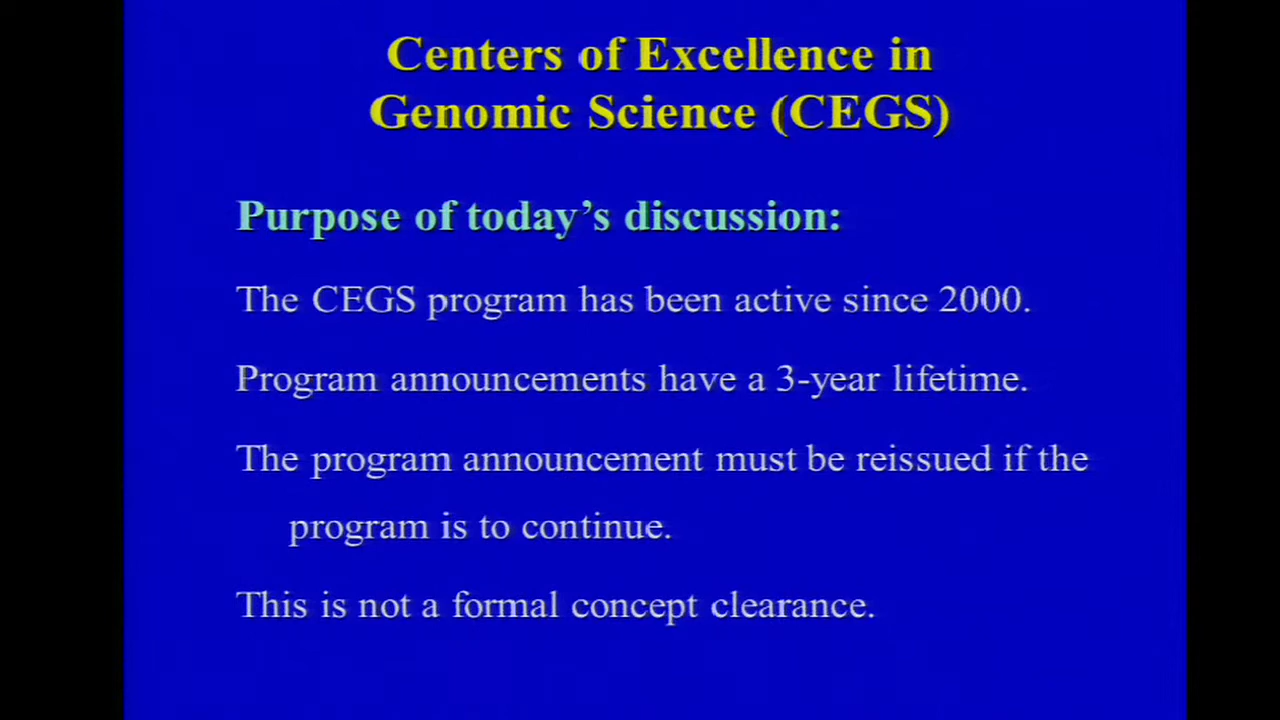 Centers of Excellence in
Genomic Science (CEGS)
Purpose of today’s discussion:
The CEGS program has been active since 2000.
Program announcements have a 3-year lifetime.
The program announcement must be reissued if the
program is to continue.
This is not a formal concept clearance.